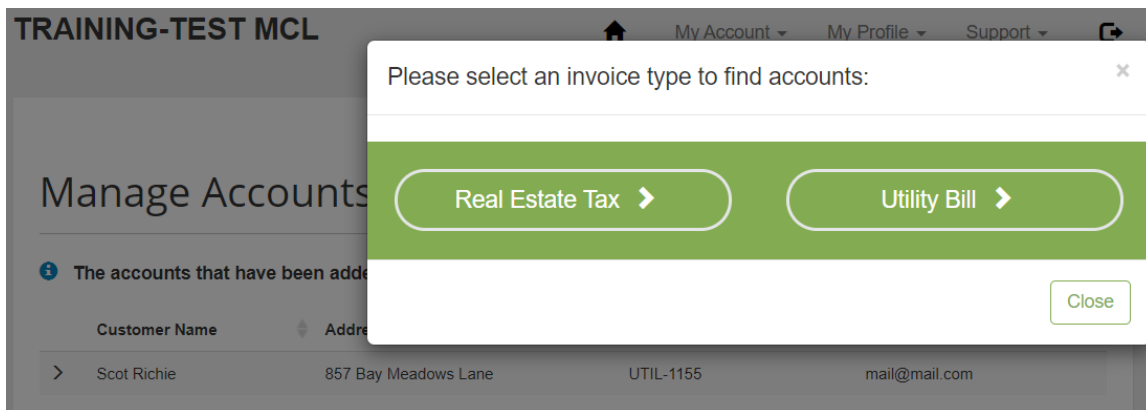 TRAINING-TEST MCL
My Account
My Profile
Support
Please select an invoice type to find accounts:
×
Real Estate Tax
Utility Bill
Close
Manage Accounts
The accounts that have been adde
Customer Name
Addre
Scot Richie
857 Bay Meadows Lane
UTIL-1155
mail@mail.com